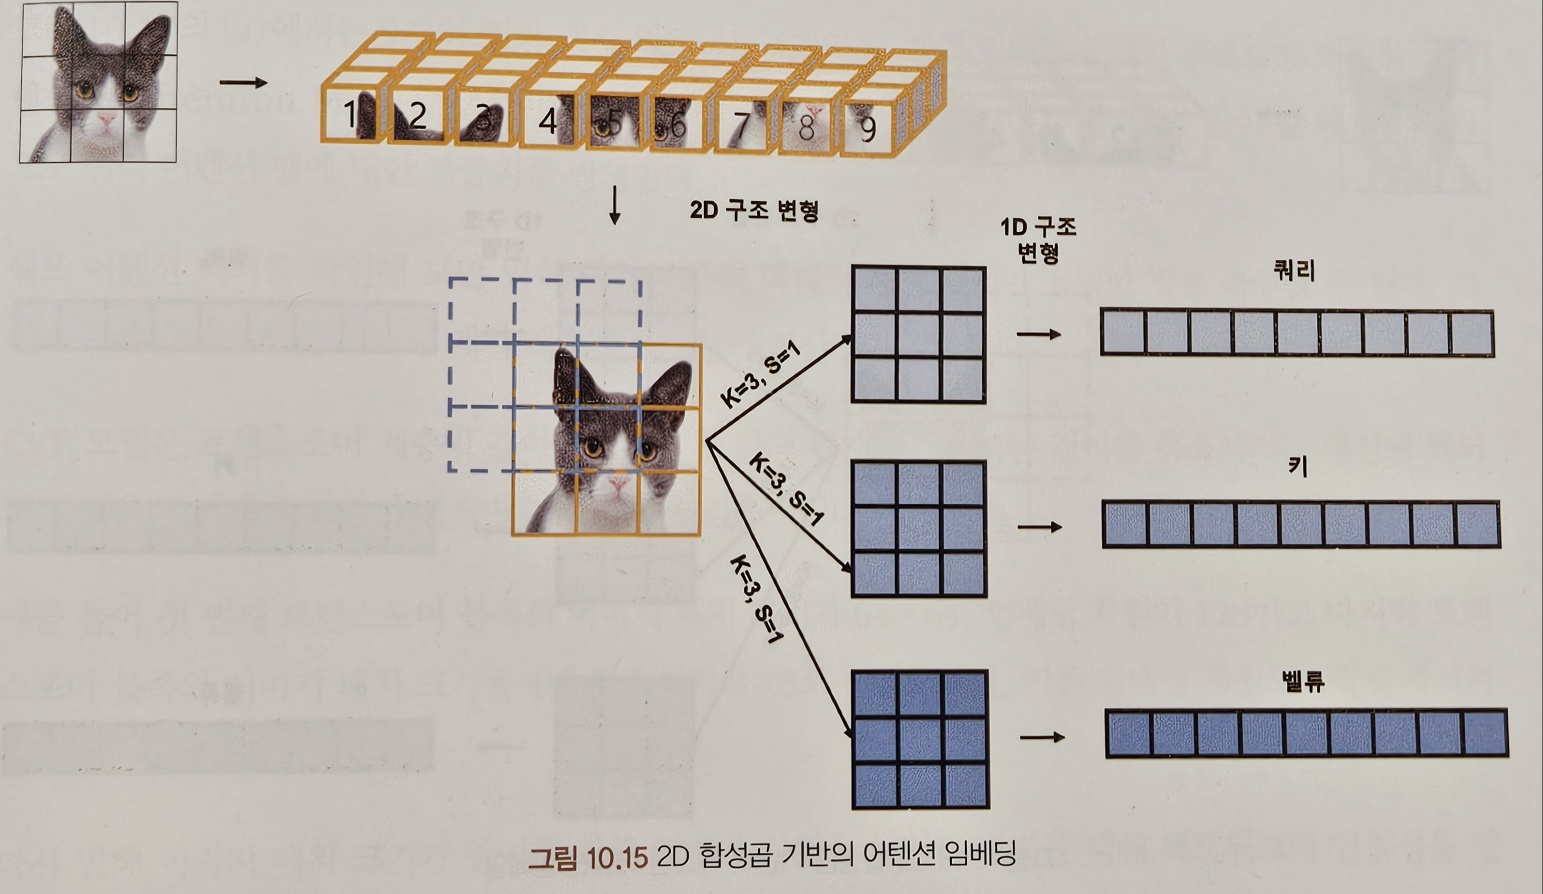 1 2 3 4 5 6 7 8 9
2D 구조 변형
1D 구조
변형
쿼리
K=3, S=1
키
K=3, S=1
K=3, S=1
벨류
그림 10.15 2D 합성곱 기반의 어텐션 임베딩